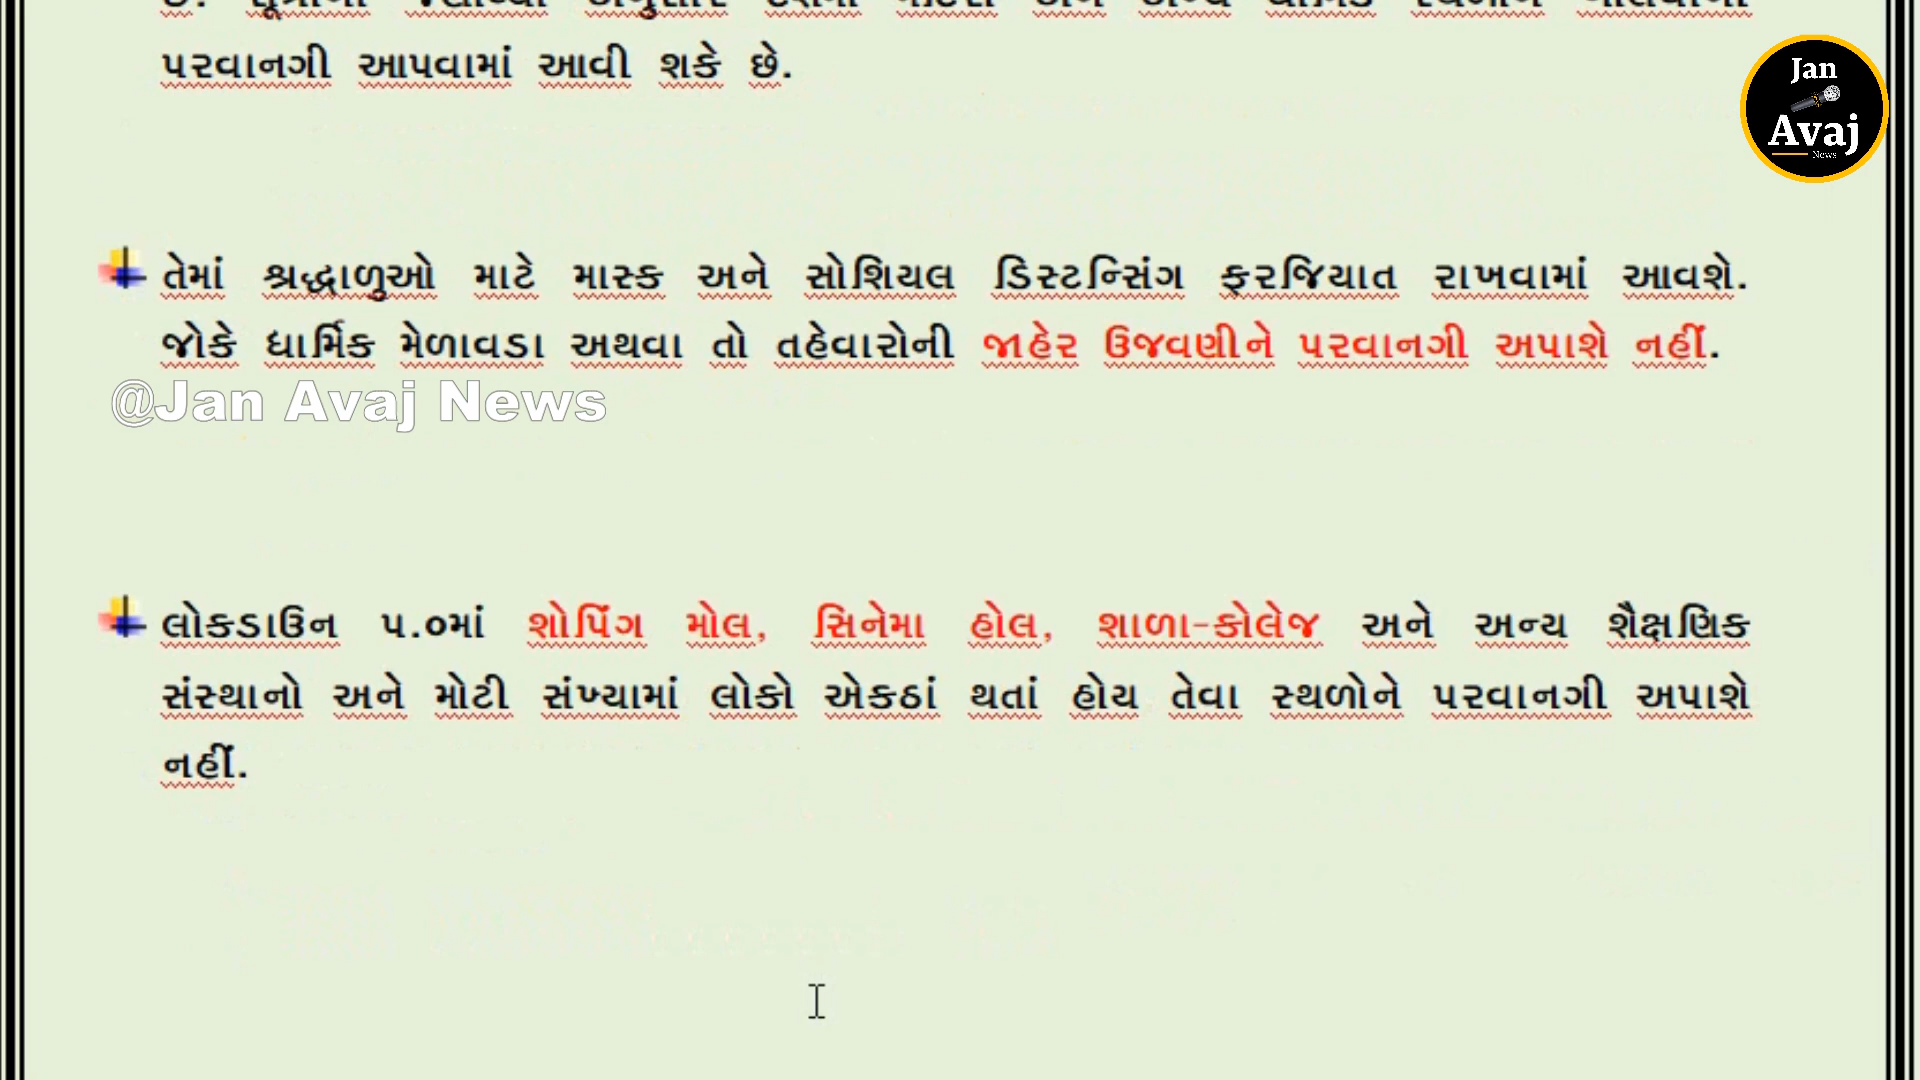 પરવાનગી આપવામાં આવી શકે છે.
Jan
Avaj
News
તેમાં શ્રદ્ધાળુઓ માટે માસ્ક અને સોશિયલ ડિસ્ટન્સિંગ ફરજિયાત રાખવામાં આવશે.
જોકે ધાર્મિક મેળાવડા અથવા તો તહેવારોની જાહેર ઉજવણીને પરવાનગી અપાશે નહીં.
@Jan Avaj News
લોકડાઉન ૫.૦માં શોપિંગ મોલ, સિનેમા હોલ, શાળા-કોલેજ અને અન્ય શૈક્ષણિક
સંસ્થાનો અને મોટી સંખ્યામાં લોકો એકઠાં થતાં હોય તેવા સ્થળોને પરવાનગી અપાશે
નહીં.